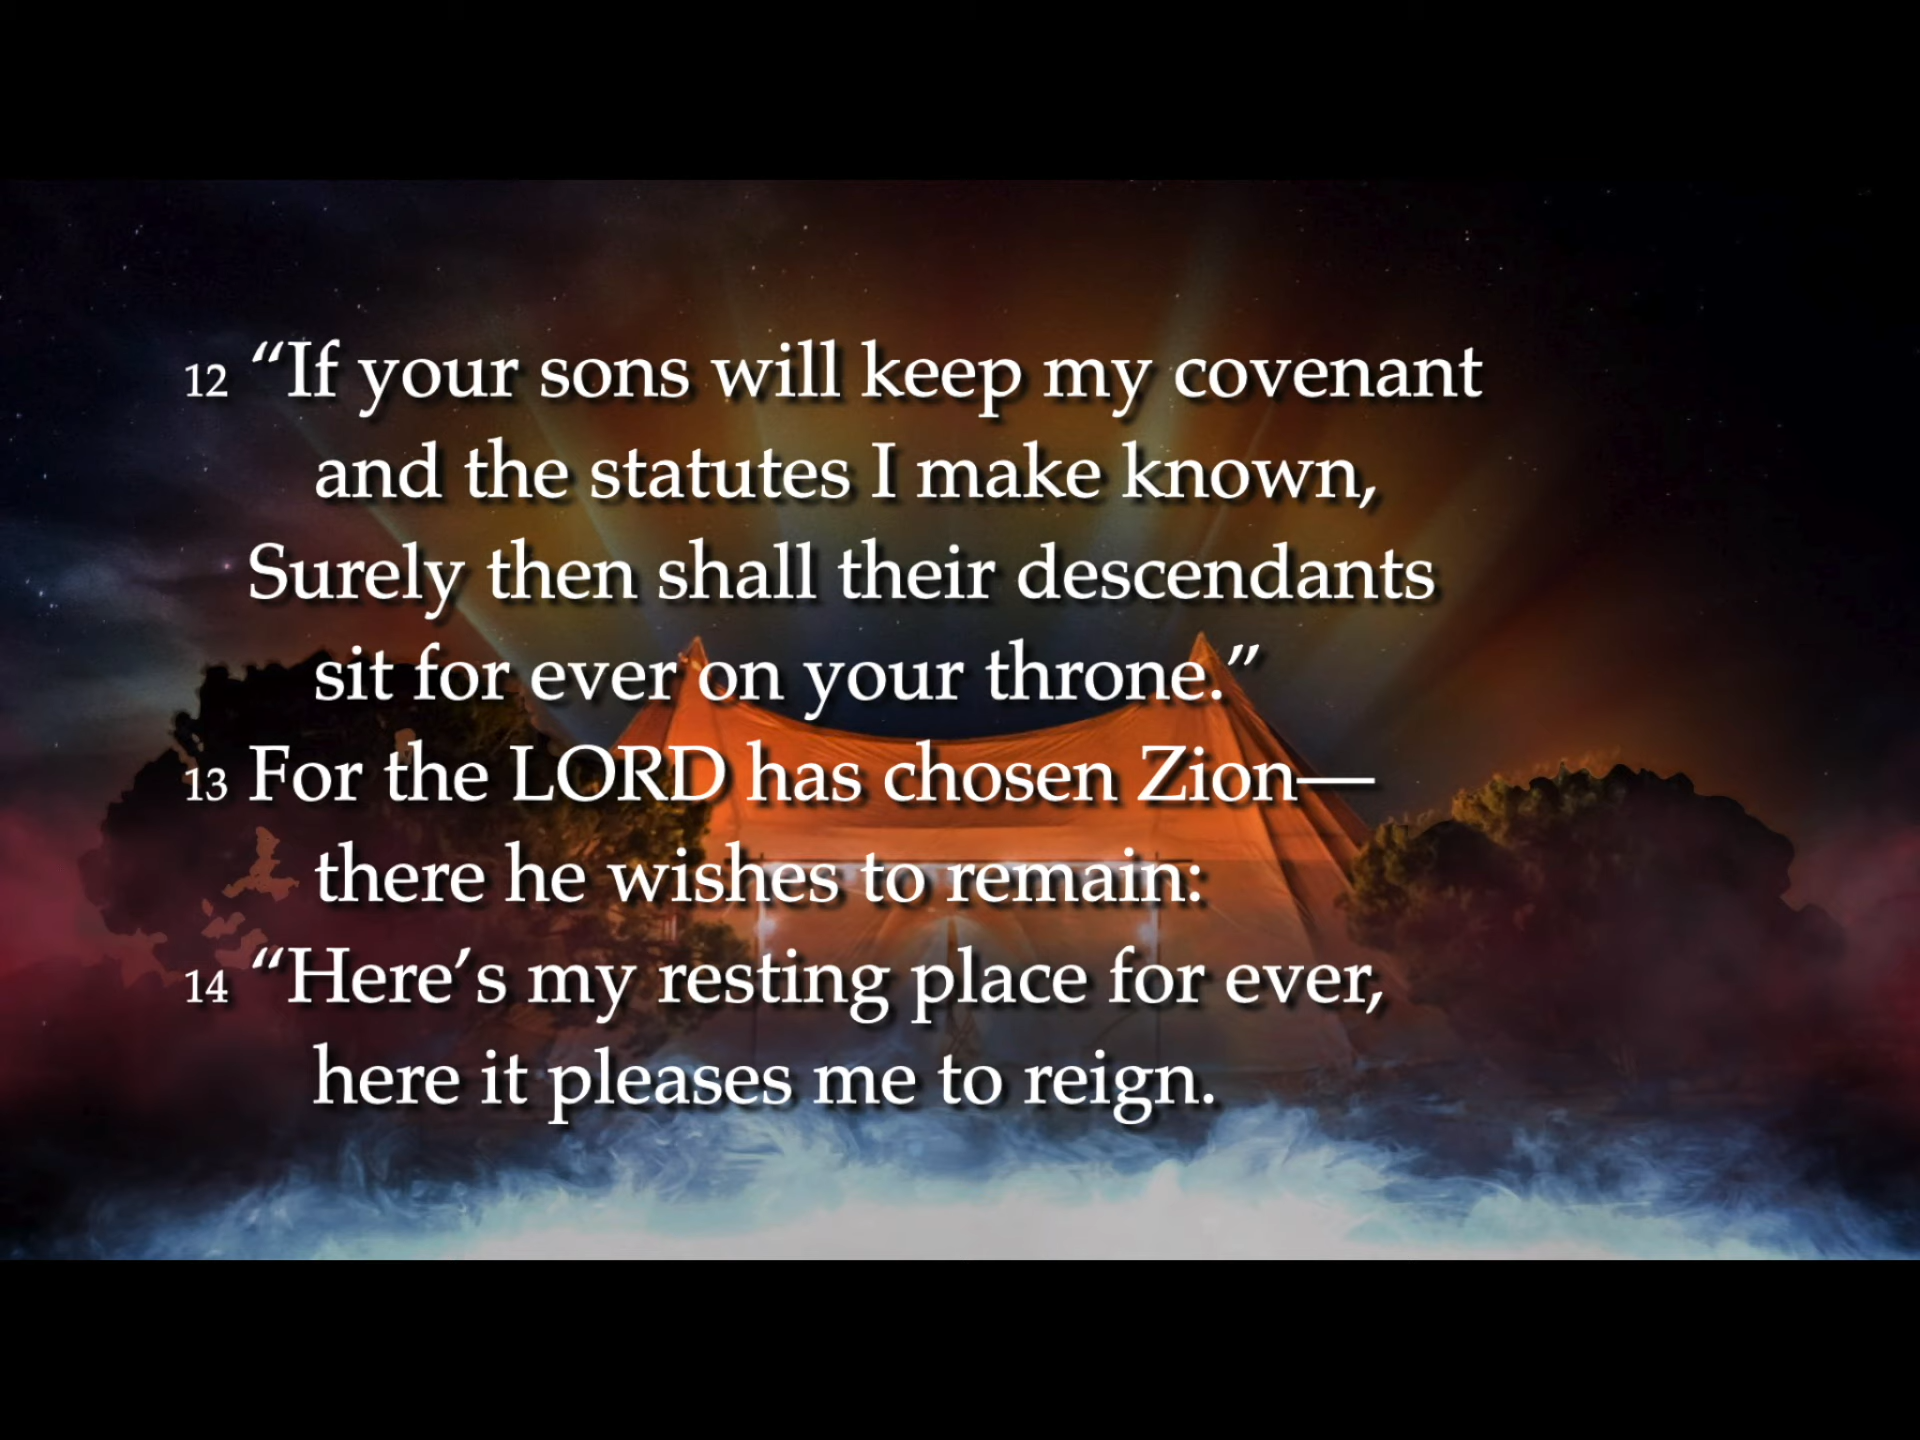 12 “If your sons will keep my covenant
and the statutes I make known,
Surely then shall their descendants
sit for ever on your throne.”
13 For the LORD has chosen Zion—
there he wishes to remain:
14 “Here’s my resting place for ever,
here it pleases me to reign.